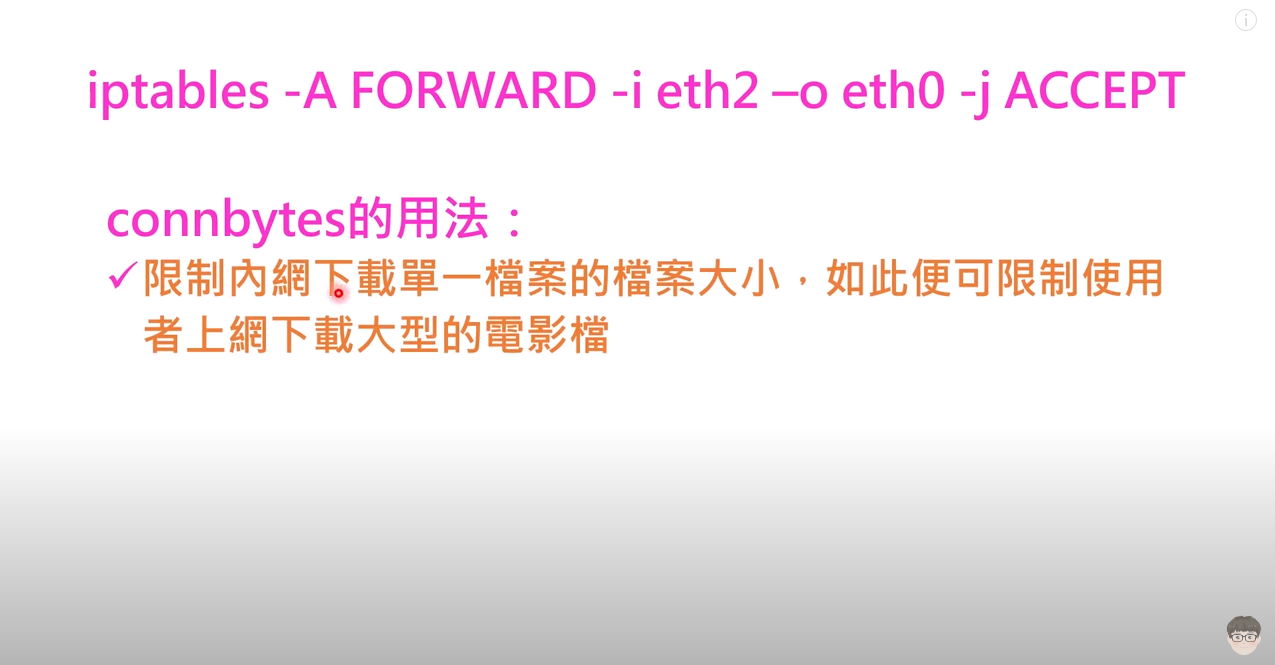 iptables -A FORWARD -i eth2 –o eth0 -j ACCEPT
connbytes的用法：
✓限制內網下載單一檔案的檔案大小，如此便可限制使用
者上網下載大型的電影檔